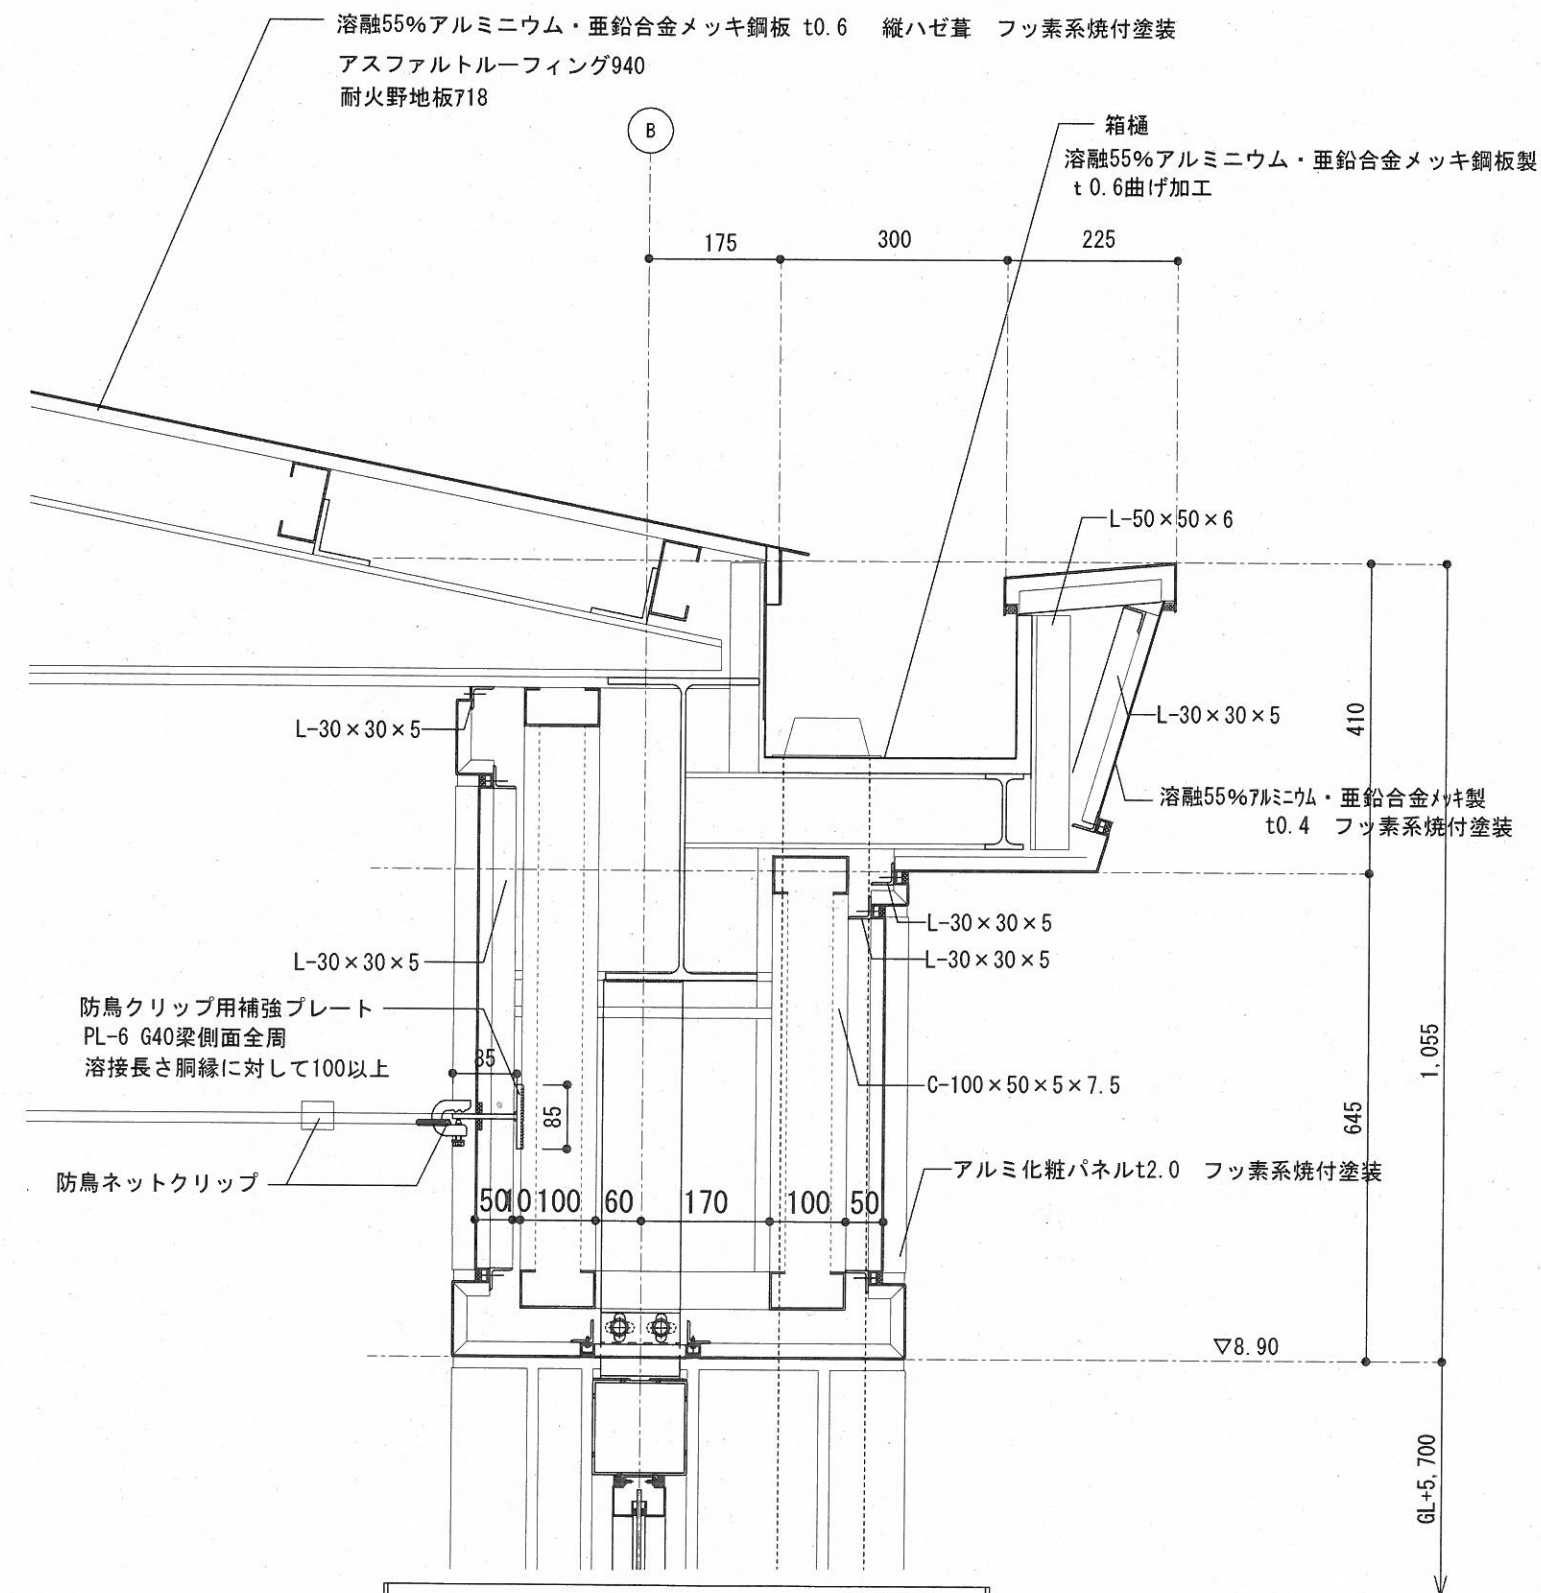 溶融55%アルミニウム・亜鉛合金メッキ鋼板 t0.6 縦ハゼ葺 フッ素系焼付塗装
アスファルトルーフィング940
耐火野地板ｱ18
B
箱樋
溶融55%アルミニウム・亜鉛合金メッキ鋼板製
t 0.6曲げ加工
175
300
225
L-50×50×6
L-30×30×5
L-30×30×5
410
溶融55%ｱﾙﾐﾆｳﾑ・亜鉛合金ﾒｯｷ製
t0.4 フッ素系焼付塗装
L-30×30×5
L-30×30×5
L-30×30×5
防鳥クリップ用補強プレート
PL-6 G40梁側面全周
溶接長さ胴縁に対して100以上
85
85
C-100×50×5×7.5
1,055
645
防鳥ネットクリップ
アルミ化粧パネルt2.0 フッ素系焼付塗装
50
10
100
60
170
100
50
▽8.90
GL+5,700